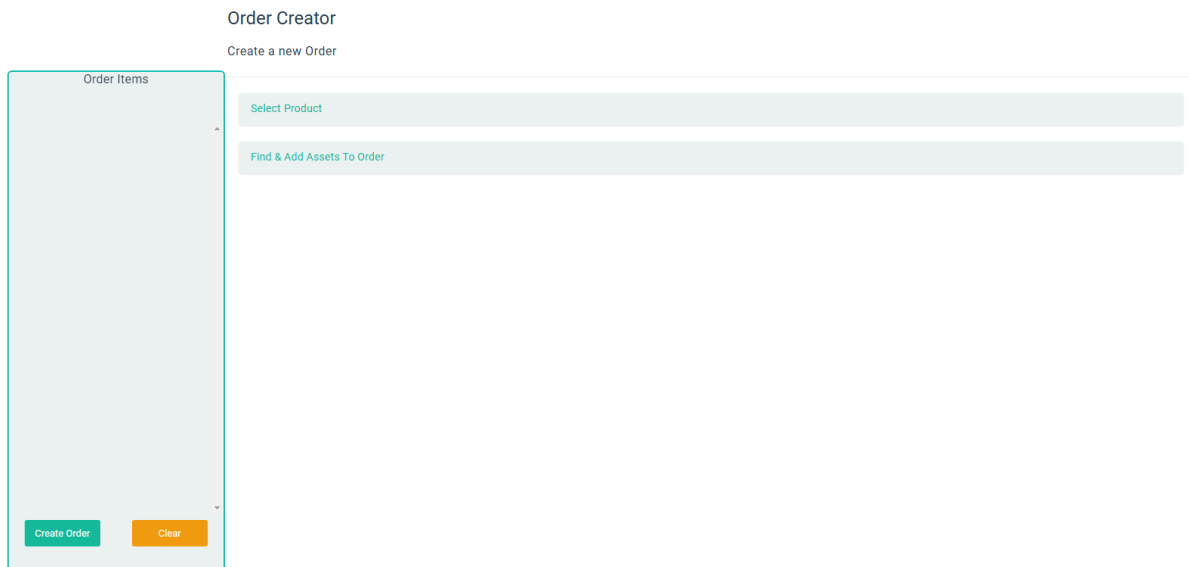 Order Creator
Create a new Order
Order Items
Select Product
Find & Add Assets To Order
Create Order
Clear